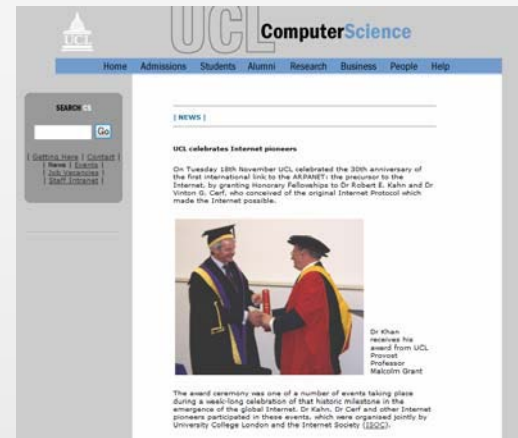 UCL
UCL ComputerScience
Home Admissions Students Alumni Research Business People Help
SEARCH CS
Go
| Getting Here | Contact |
| News | Events |
| Job Vacancies |
| Staff Intranet |
| NEWS |
UCL celebrates Internet pioneers
On Tuesday 18th November UCL celebrated the 30th anniversary of
the first international link to the ARPANET: the precursor to the
Internet, by granting Honorary Fellowships to Dr Robert E. Kahn and Dr
Vinton G. Cerf, who conceived of the original Internet Protocol which
made the Internet possible.
Dr Khan
receives his
award from UCL
Provost
Professor
Malcolm Grant
The award ceremony was one of a number of events taking place
during a week-long celebration of that historic milestone in the
emergence of the global Internet. Dr Kahn, Dr Cerf and other Internet
pioneers participated in these events, which were organised jointly by
University College London and the Internet Society (ISOC).